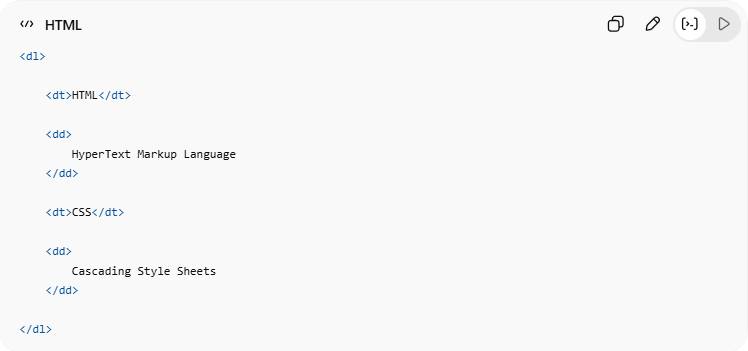 HTML
<dl>
<dt>HTML</dt>
<dd>
HyperText Markup Language
</dd>
<dt>CSS</dt>
<dd>
Cascading Style Sheets
</dd>
</dl>